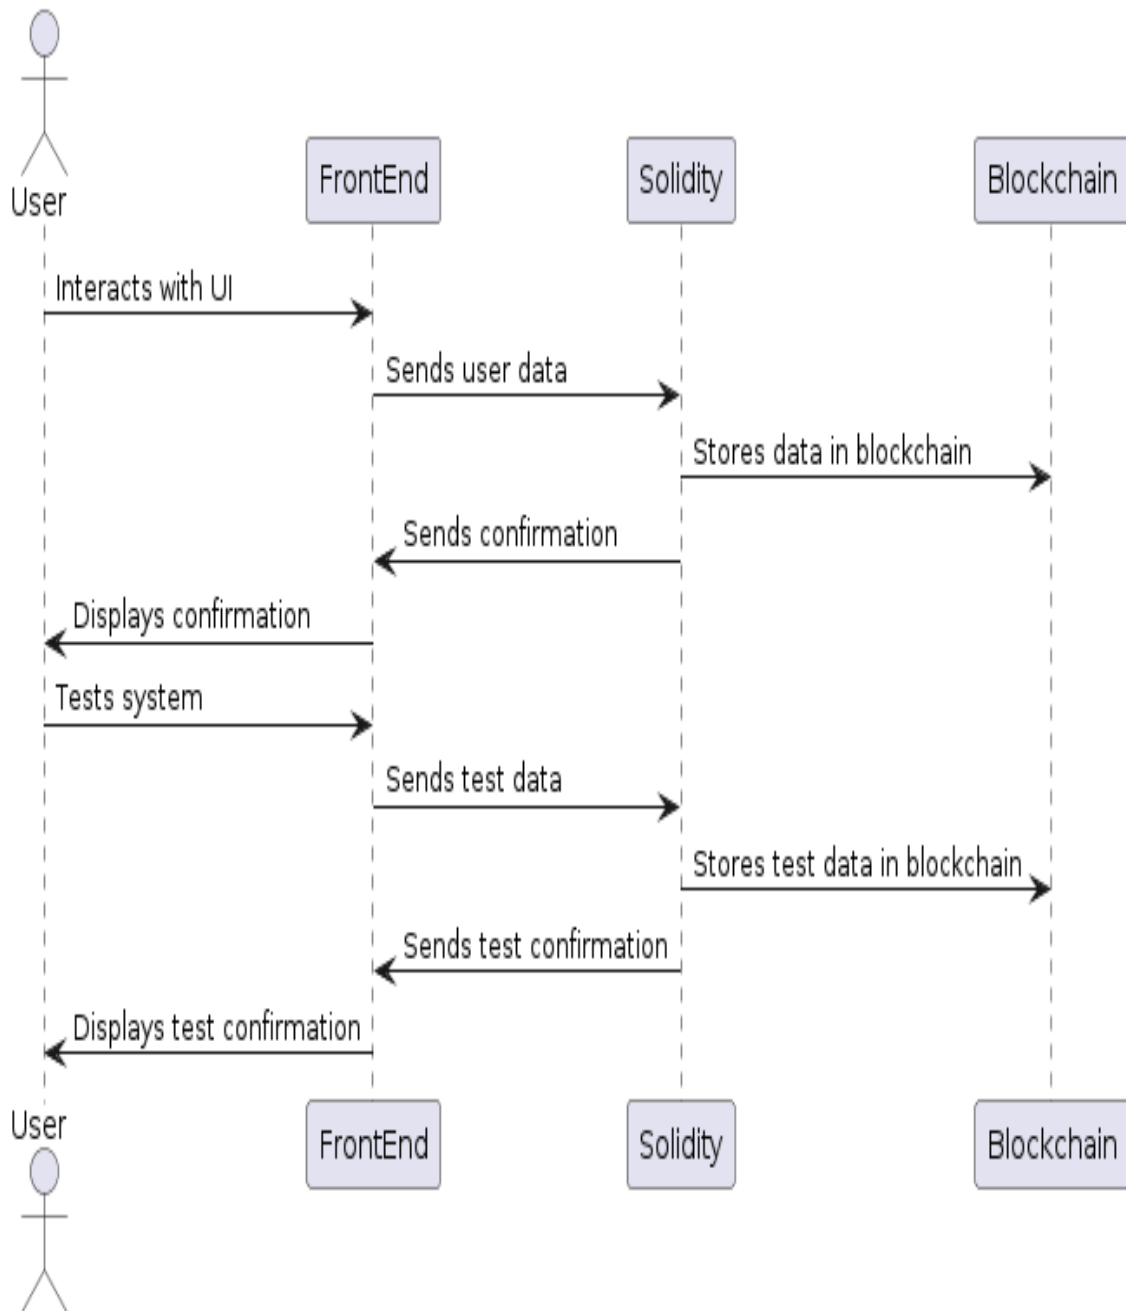 User
FrontEnd
Solidity
Blockchain
Interacts with UI
Sends user data
Stores data in blockchain
Sends confirmation
Displays confirmation
Tests system
Sends test data
Stores test data in blockchain
Sends test confirmation
Displays test confirmation
User
FrontEnd
Solidity
Blockchain